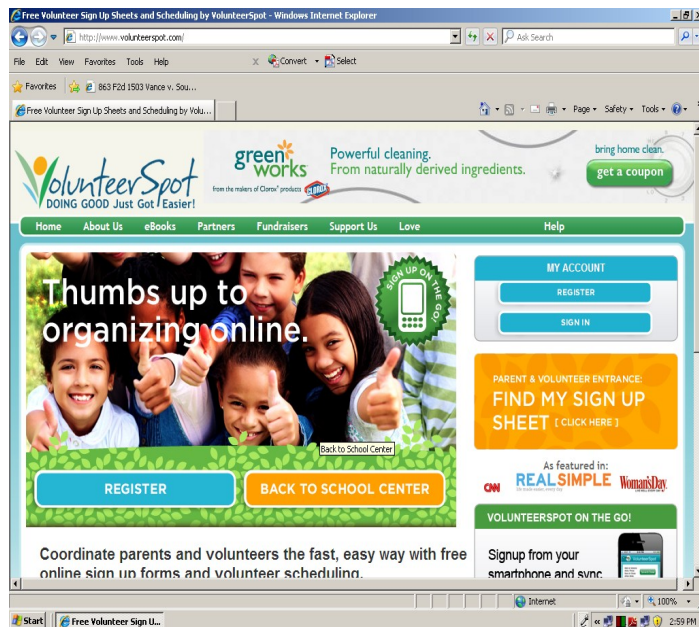 Free Volunteer Sign Up Sheets and Scheduling by VolunteerSpot - Windows Internet Explorer
http://www.volunteerspot.com/
Ask Search
File Edit View Favorites Tools Help
x Convert Select
Favorites
863 F2d 1503 Vance v. Sou...
Free Volunteer Sign Up Sheets and Scheduling by Volu...
Page Safety Tools
VolunteerSpot
DOING GOOD Just Got Easier!
green works
from the makers of Clorox® products CLOROX
Powerful cleaning.
From naturally derived ingredients.
bring home clean.
get a coupon
Home About Us eBooks Partners Fundraisers Support Us Love Help
Thumbs up to
organizing online.
SIGN UP ON THE GO!
Back to School Center
REGISTER
BACK TO SCHOOL CENTER
MY ACCOUNT
REGISTER
SIGN IN
PARENT & VOLUNTEER ENTRANCE:
FIND MY SIGN UP
SHEET [ CLICK HERE ]
As featured in:
CNN REAL SIMPLE Woman's Day
VOLUNTEERSPOT ON THE GO!
Signup from your
smartphone and sync
Coordinate parents and volunteers the fast, easy way with free
online sign up forms and volunteer scheduling.
Internet
100%
Start
Free Volunteer Sign U...
2:59 PM